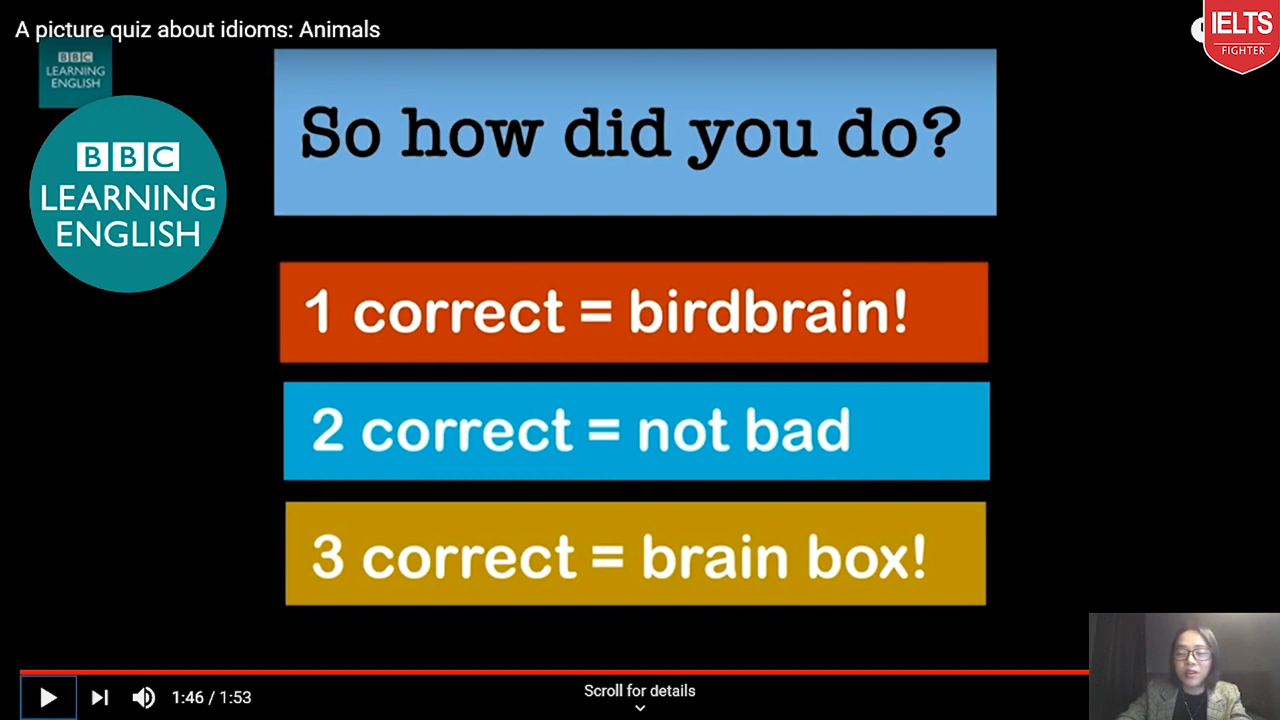 A picture quiz about idioms: Animals
IELTS
FIGHTER
BBC
LEARNING
ENGLISH
BBC
LEARNING
ENGLISH
So how did you do?
1 correct = birdbrain!
2 correct = not bad
3 correct = brain box!
1:46 / 1:53
Scroll for details